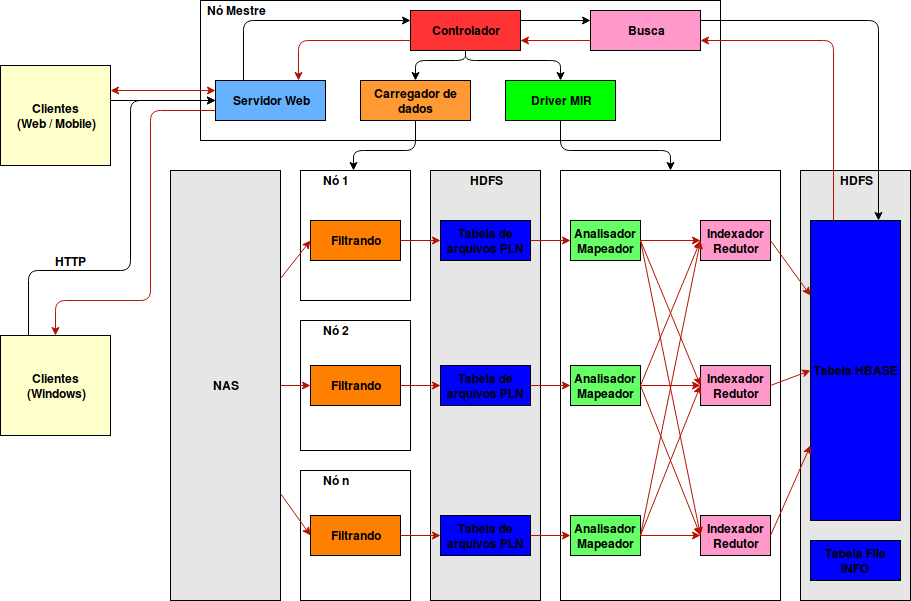 Nó Mestre
Controlador
Busca
Servidor Web
Carregador de
dados
Driver MIR
Clientes
(Web / Mobile)
HTTP
Clientes
(Windows)
NAS
Nó 1
Filtrando
Nó 2
Filtrando
Nó n
Filtrando
HDFS
Tabela de
arquivos PLN
Tabela de
arquivos PLN
Tabela de
arquivos PLN
Analisador
Mapeador
Indexador
Redutor
Analisador
Mapeador
Indexador
Redutor
Analisador
Mapeador
Indexador
Redutor
HDFS
Tabela HBASE
Tabela File
INFO